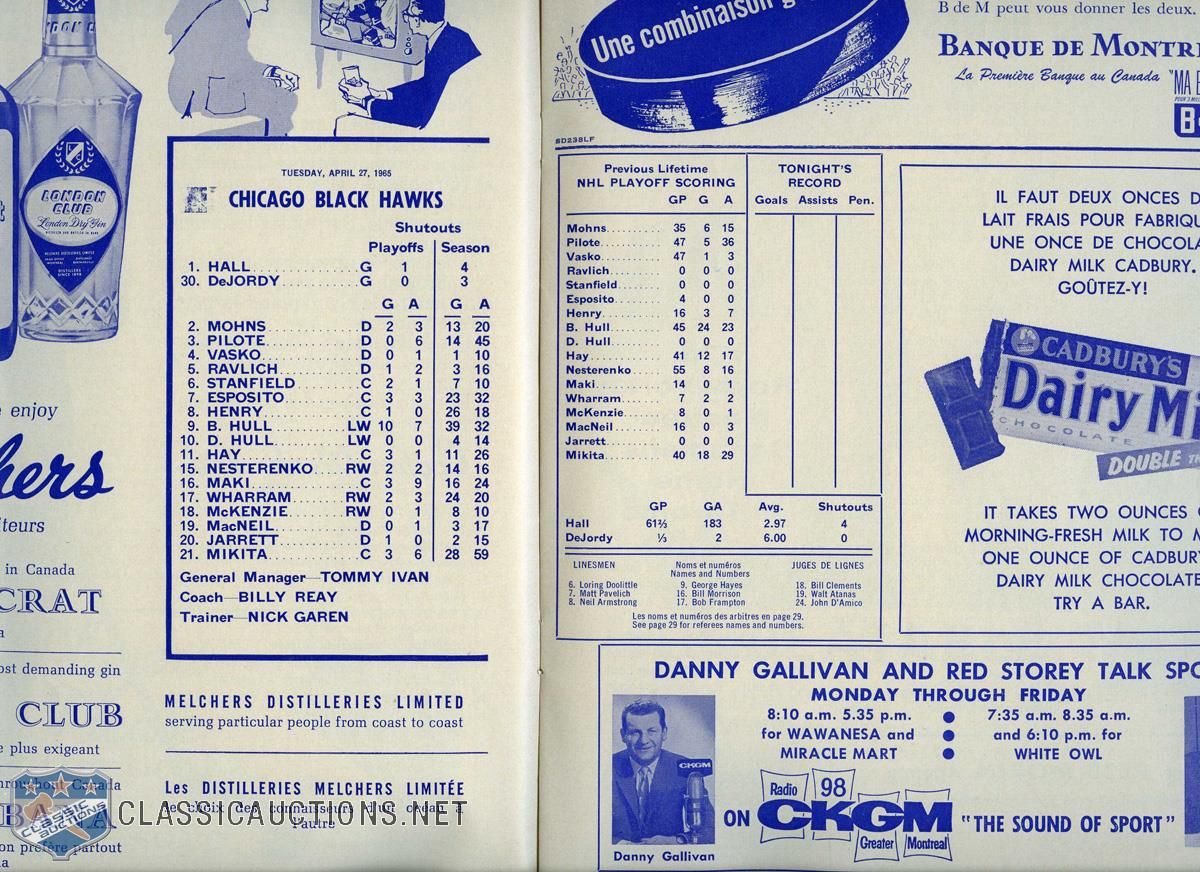 LONDON
CLUB
London Dry Gin
enjoy
hers
iteurs
in Canada
CRAT
a
ost demanding gin
CLUB
e plus exigeant
throughout Canada
on préfère partout
TUESDAY, APRIL 27, 1965
CHICAGO BLACK HAWKS
Shutouts
Playoffs Season
1. HALL G 1 4
30. DeJORDY G 0 3
G A G A
2. MOHNS D 2 3 13 20
3. PILOTE D 0 6 14 45
4. VASKO D 0 1 1 10
5. RAVLICH D 1 2 3 16
6. STANFIELD C 2 1 7 10
7. ESPOSITO C 3 3 23 32
8. HENRY C 1 0 26 18
9. B. HULL LW 10 7 39 32
10. D. HULL LW 0 0 4 14
11. HAY C 3 1 11 26
15. NESTERENKO RW 2 2 14 16
16. MAKI C 3 9 16 24
17. WHARRAM RW 2 3 24 20
18. McKENZIE RW 0 1 8 10
19. MacNEIL D 0 1 3 17
20. JARRETT D 1 0 2 15
21. MIKITA C 3 6 28 59
General Manager—TOMMY IVAN
Coach—BILLY REAY
Trainer—NICK GAREN
MELCHERS DISTILLERIES LIMITED
serving particular people from coast to coast
Les DISTILLERIES MELCHERS LIMITÉE
le choix des connaisseurs d'un océan à
l'autre
CLASSIC AUCTIONS
CLASSICAUCTIONS.NET
Une combinaison g
B de M peut vous donner les deux.
BANQUE DE MONTRE
La Première Banque au Canada
"MA B
SD238LF
Previous Lifetime
NHL PLAYOFF SCORING
GP G A
Mohns 35 6 15
Pilote 47 5 36
Vasko 47 1 3
Ravlich 0 0 0
Stanfield 0 0 0
Esposito 4 0 0
Henry 16 3 7
B. Hull 45 24 23
D. Hull 0 0 0
Hay 41 12 17
Nesterenko 55 8 16
Maki 14 0 1
Wharram 7 2 2
McKenzie 8 0 1
MacNeil 16 0 3
Jarrett 0 0 0
Mikita 40 18 29
TONIGHT'S
RECORD
Goals Assists Pen.
GP GA Avg. Shutouts
Hall 61⅔ 183 2.97 4
DeJordy ⅓ 2 6.00 0
LINESMEN Noms et numéros JUGES DE LIGNES
Names and Numbers
6. Loring Doolittle 9. George Hayes 18. Bill Clements
7. Matt Pavelich 16. Bill Morrison 19. Walt Atanas
8. Neil Armstrong 17. Bob Frampton 24. John D'Amico
Les noms et numéros des arbitres en page 29.
See page 29 for referees names and numbers.
IL FAUT DEUX ONCES D
LAIT FRAIS POUR FABRIQU
UNE ONCE DE CHOCOLA
DAIRY MILK CADBURY.
GOÛTEZ-Y!
CADBURY'S
Dairy Mi
CHOCOLATE
DOUBLE
IT TAKES TWO OUNCES O
MORNING-FRESH MILK TO M
ONE OUNCE OF CADBUR
DAIRY MILK CHOCOLATE
TRY A BAR.
DANNY GALLIVAN AND RED STOREY TALK SPO
MONDAY THROUGH FRIDAY
8:10 a.m. 5.35 p.m. ● 7:35 a.m. 8.35 a.m.
for WAWANESA and ● and 6:10 p.m. for
MIRACLE MART ● WHITE OWL
CKGM
Danny Gallivan
ON
Radio 98
CKGM
Greater Montreal
"THE SOUND OF SPORT"